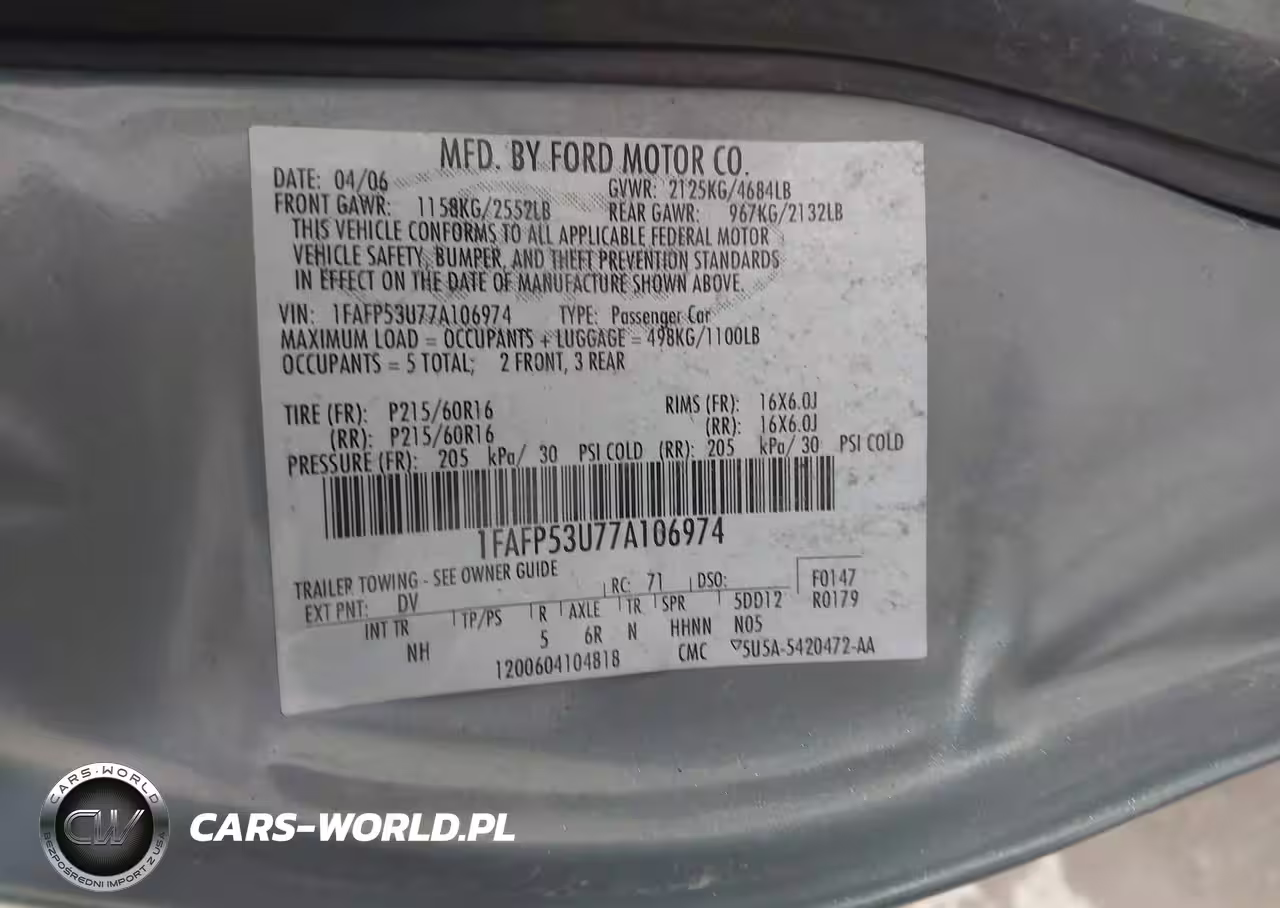 MFD. BY FORD MOTOR CO.
DATE: 04/06 GVWR: 2125KG/4684LB
FRONT GAWR: 1158KG/2552LB REAR GAWR: 967KG/2132LB
THIS VEHICLE CONFORMS TO ALL APPLICABLE FEDERAL MOTOR
VEHICLE SAFETY, BUMPER, AND THEFT PREVENTION STANDARDS
IN EFFECT ON THE DATE OF MANUFACTURE SHOWN ABOVE.
VIN: 1FAFP53U77A106974 TYPE: Passenger Car
MAXIMUM LOAD = OCCUPANTS + LUGGAGE = 498KG/1100LB
OCCUPANTS = 5 TOTAL; 2 FRONT, 3 REAR
TIRE (FR): P215/60R16 RIMS (FR): 16X6.0J
(RR): P215/60R16 (RR): 16X6.0J
PRESSURE (FR): 205 kPa/ 30 PSI COLD (RR): 205 kPa/ 30 PSI COLD
1FAFP53U77A106974
TRAILER TOWING - SEE OWNER GUIDE
EXT PNT: DV RC: 71 DSO: F0147
INT TR TP/PS R AXLE TR SPR 5DD12 R0179
NH 5 6R N HHNN N05
1200604104818 CMC ▽5U5A-5420472-AA
CARS-WORLD
CW
BEZPOŚREDNI IMPORT Z USA
CARS-WORLD.PL